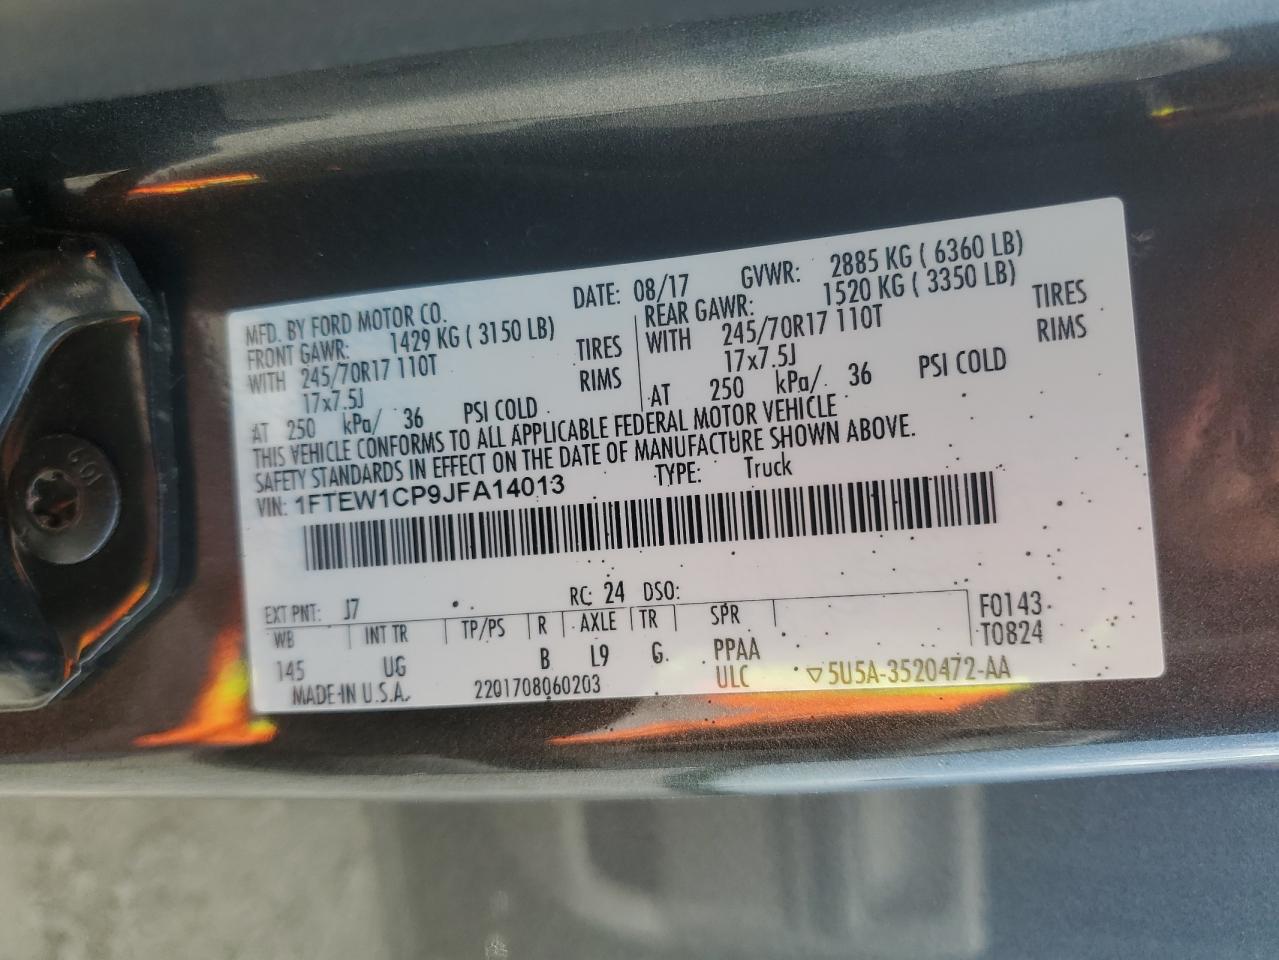 MFD. BY FORD MOTOR CO. DATE: 08/17 GVWR: 2885 KG ( 6360 LB)
FRONT GAWR: 1429 KG ( 3150 LB) REAR GAWR: 1520 KG ( 3350 LB)
WITH 245/70R17 110T TIRES WITH 245/70R17 110T TIRES
17x7.5J RIMS 17x7.5J RIMS
AT 250 kPa/ 36 PSI COLD AT 250 kPa/ 36 PSI COLD
THIS VEHICLE CONFORMS TO ALL APPLICABLE FEDERAL MOTOR VEHICLE
SAFETY STANDARDS IN EFFECT ON THE DATE OF MANUFACTURE SHOWN ABOVE.
VIN: 1FTEW1CP9JFA14013 TYPE: Truck
EXT PNT: J7 RC: 24 DSO:
WB INT TR TP/PS R AXLE TR SPR F0143
145 UG B L9 G PPAA T0824
MADE IN U.S.A. 2201708060203 ULC ▽5U5A-3520472-AA
109